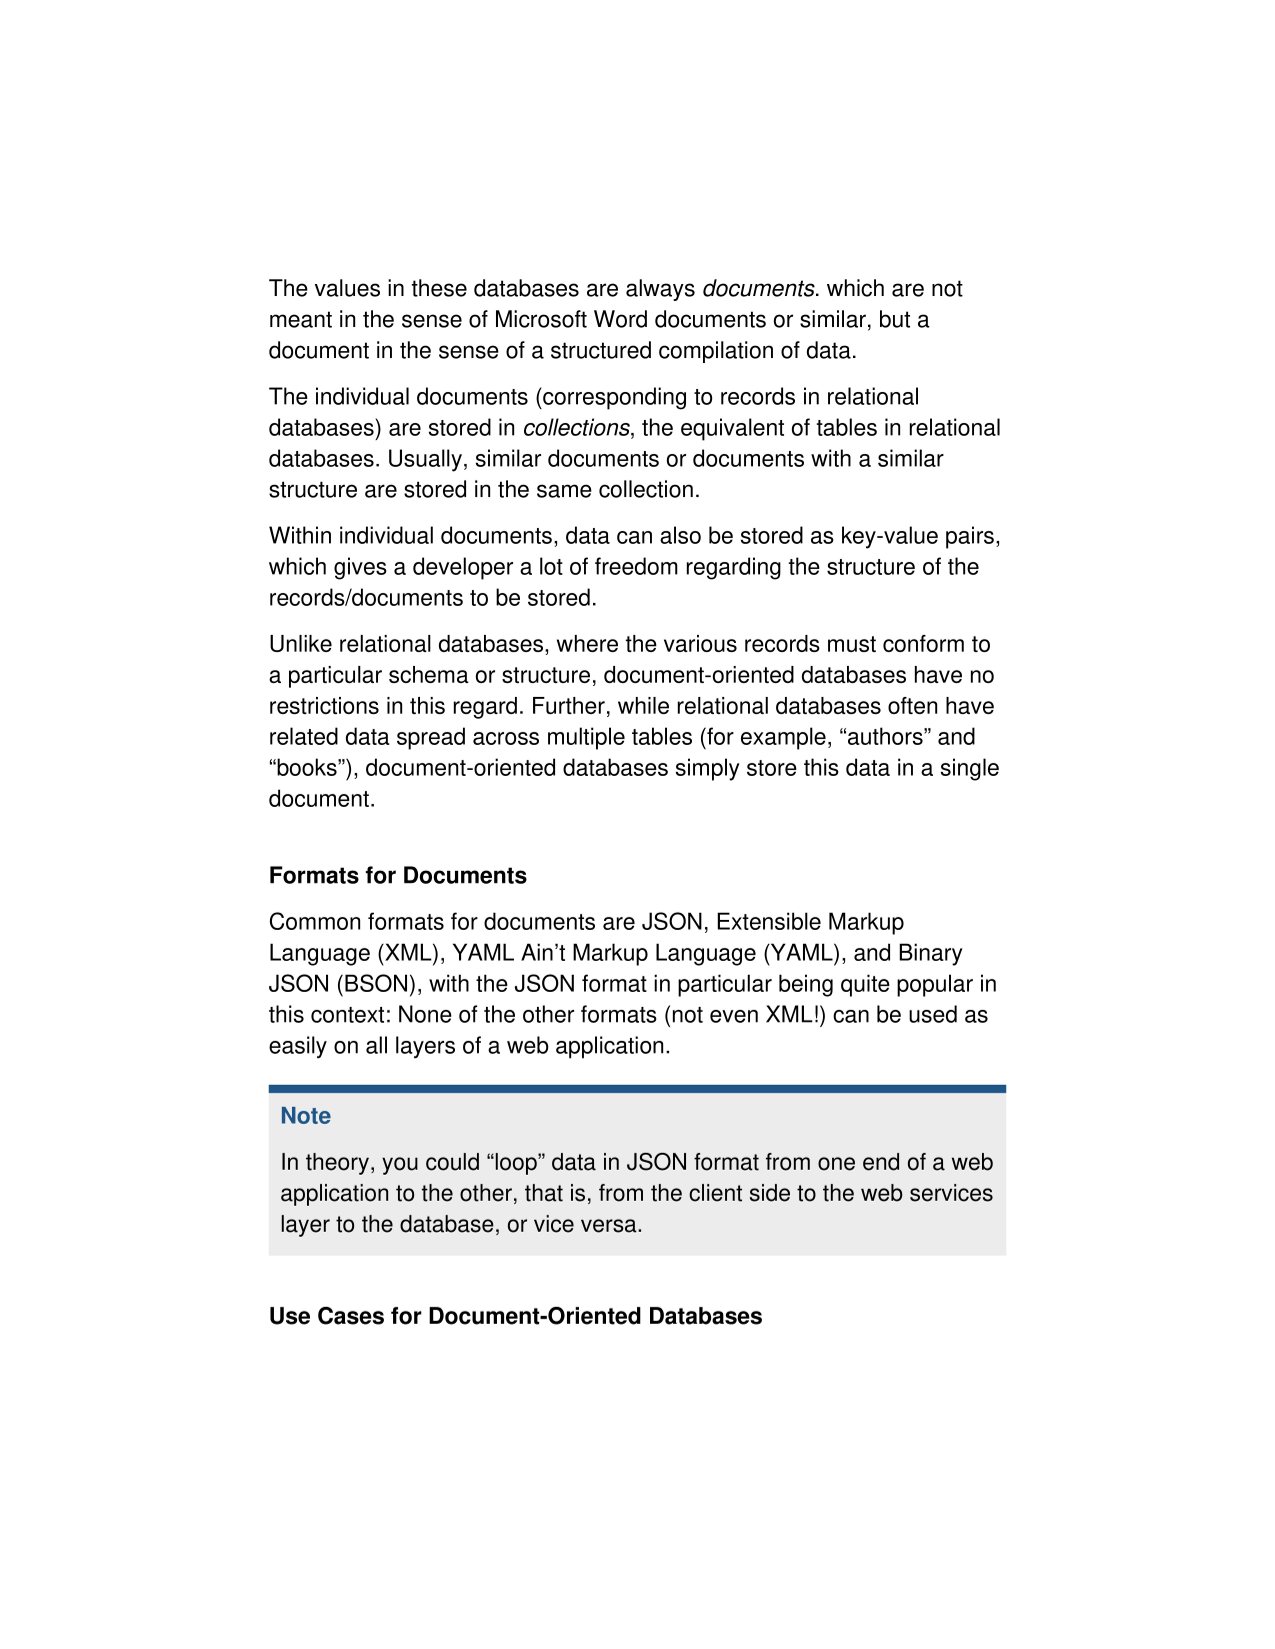 The values in these databases are always documents. which are not
meant in the sense of Microsoft Word documents or similar, but a
document in the sense of a structured compilation of data.
The individual documents (corresponding to records in relational
databases) are stored in collections, the equivalent of tables in relational
databases. Usually, similar documents or documents with a similar
structure are stored in the same collection.
Within individual documents, data can also be stored as key-value pairs,
which gives a developer a lot of freedom regarding the structure of the
records/documents to be stored.
Unlike relational databases, where the various records must conform to
a particular schema or structure, document-oriented databases have no
restrictions in this regard. Further, while relational databases often have
related data spread across multiple tables (for example, “authors” and
“books”), document-oriented databases simply store this data in a single
document.
Formats for Documents
Common formats for documents are JSON, Extensible Markup
Language (XML), YAML Ain’t Markup Language (YAML), and Binary
JSON (BSON), with the JSON format in particular being quite popular in
this context: None of the other formats (not even XML!) can be used as
easily on all layers of a web application.
Note
In theory, you could “loop” data in JSON format from one end of a web
application to the other, that is, from the client side to the web services
layer to the database, or vice versa.
Use Cases for Document-Oriented Databases